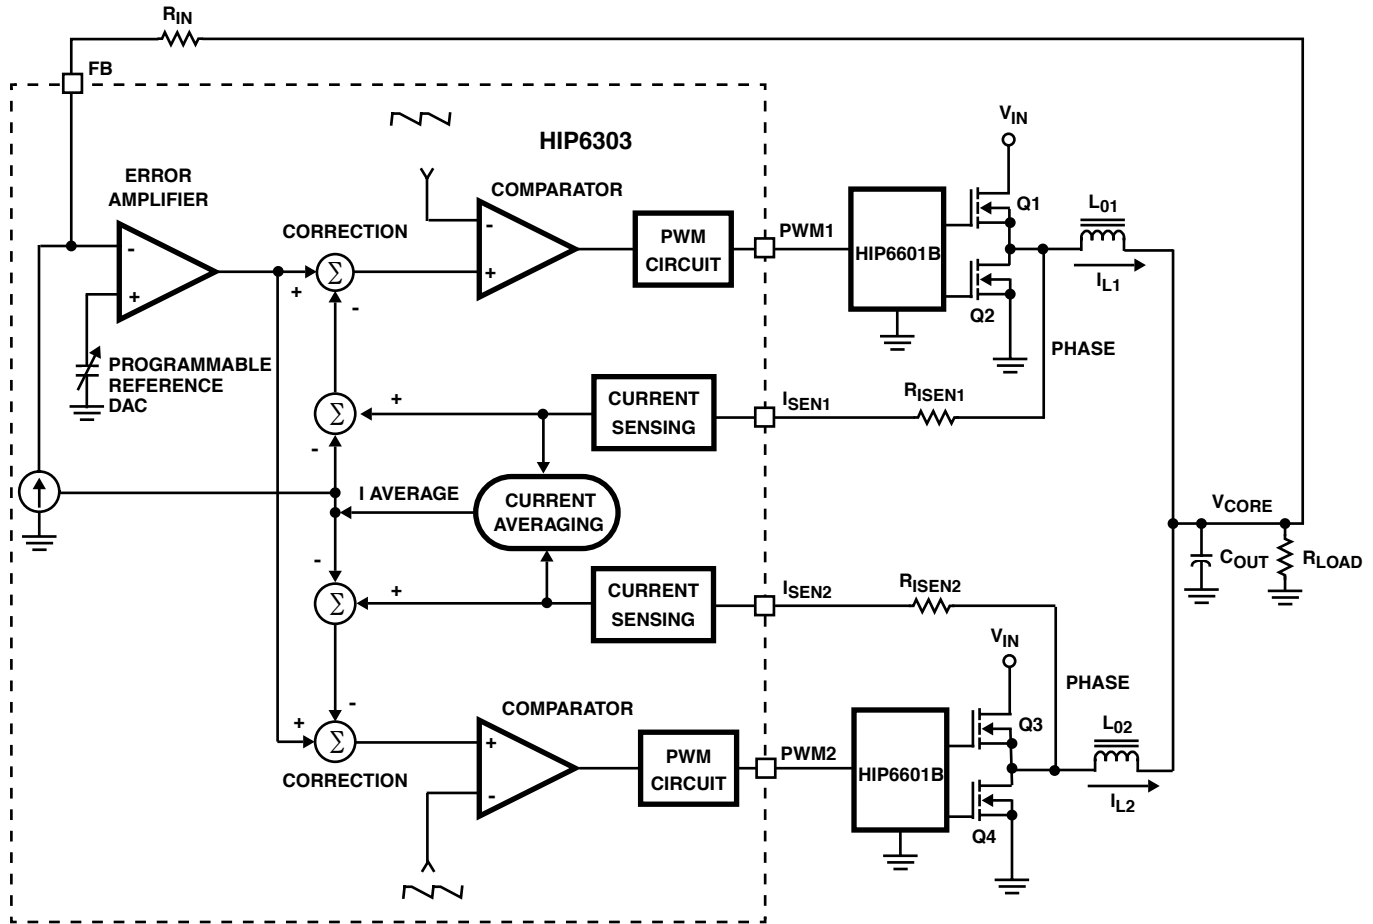 RIN
FB
HIP6303
VIN
ERROR
AMPLIFIER
COMPARATOR
CORRECTION
-
+
+
-
-
+
Σ
PWM
CIRCUIT
PWM1
HIP6601B
Q1
Q2
L01
IL1
PHASE
PROGRAMMABLE
REFERENCE
DAC
Σ
+
-
CURRENT
SENSING
ISEN1
RISEN1
I AVERAGE
CURRENT
AVERAGING
VCORE
COUT
RLOAD
-
+
Σ
CURRENT
SENSING
ISEN2
RISEN2
VIN
PHASE
COMPARATOR
+
-
Σ
CORRECTION
+
-
PWM
CIRCUIT
PWM2
HIP6601B
Q3
Q4
L02
IL2